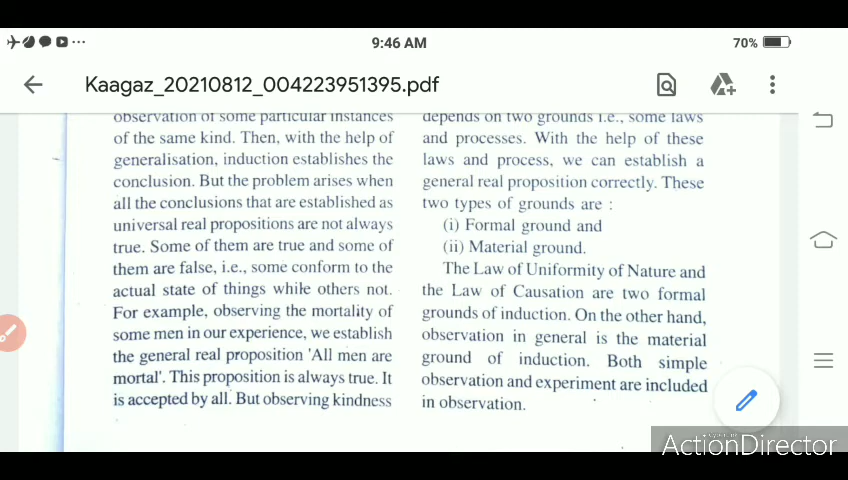 9:46 AM
70%
Kaagaz_20210812_004223951395.pdf
observation of some particular instances
of the same kind. Then, with the help of
generalisation, induction establishes the
conclusion. But the problem arises when
all the conclusions that are established as
universal real propositions are not always
true. Some of them are true and some of
them are false, i.e., some conform to the
actual state of things while others not.
For example, observing the mortality of
some men in our experience, we establish
the general real proposition 'All men are
mortal'. This proposition is always true. It
is accepted by all. But observing kindness
depends on two grounds i.e., some laws
and processes. With the help of these
laws and process, we can establish a
general real proposition correctly. These
two types of grounds are :
(i) Formal ground and
(ii) Material ground.
The Law of Uniformity of Nature and
the Law of Causation are two formal
grounds of induction. On the other hand,
observation in general is the material
ground of induction. Both simple
observation and experiment are included
in observation.
ActionDirector